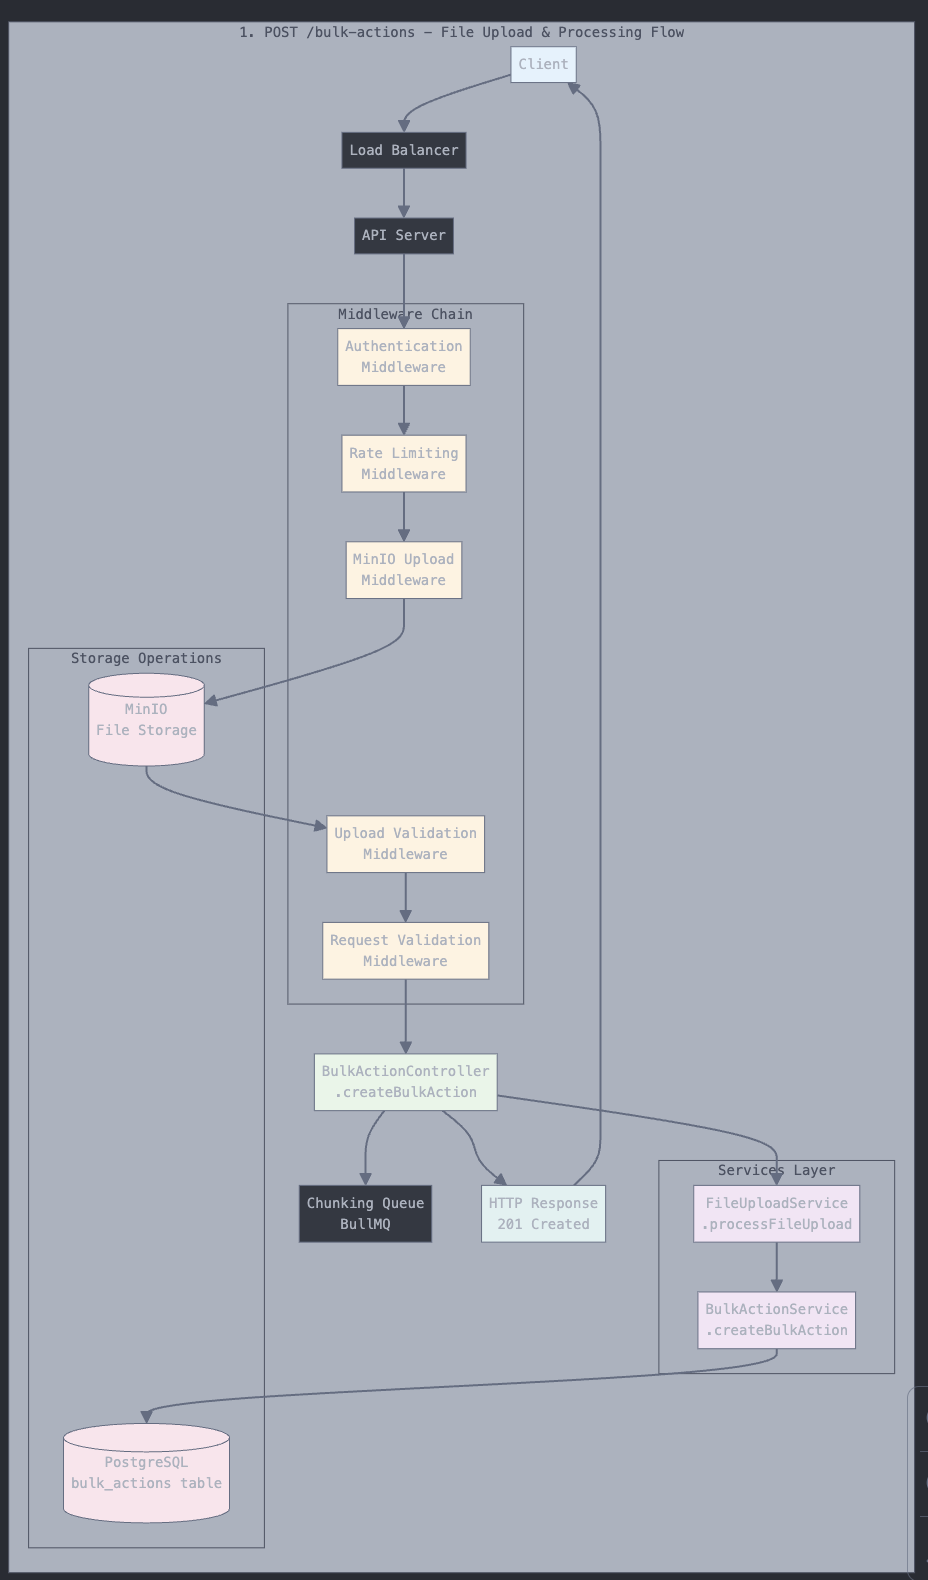 1. POST /bulk-actions – File Upload & Processing Flow
Client
Load Balancer
API Server
Middleware Chain
Authentication
Middleware
Rate Limiting
Middleware
MinIO Upload
Middleware
Storage Operations
MinIO
File Storage
Upload Validation
Middleware
Request Validation
Middleware
BulkActionController
.createBulkAction
Chunking Queue
BullMQ
HTTP Response
201 Created
Services Layer
FileUploadService
.processFileUpload
BulkActionService
.createBulkAction
PostgreSQL
bulk_actions table